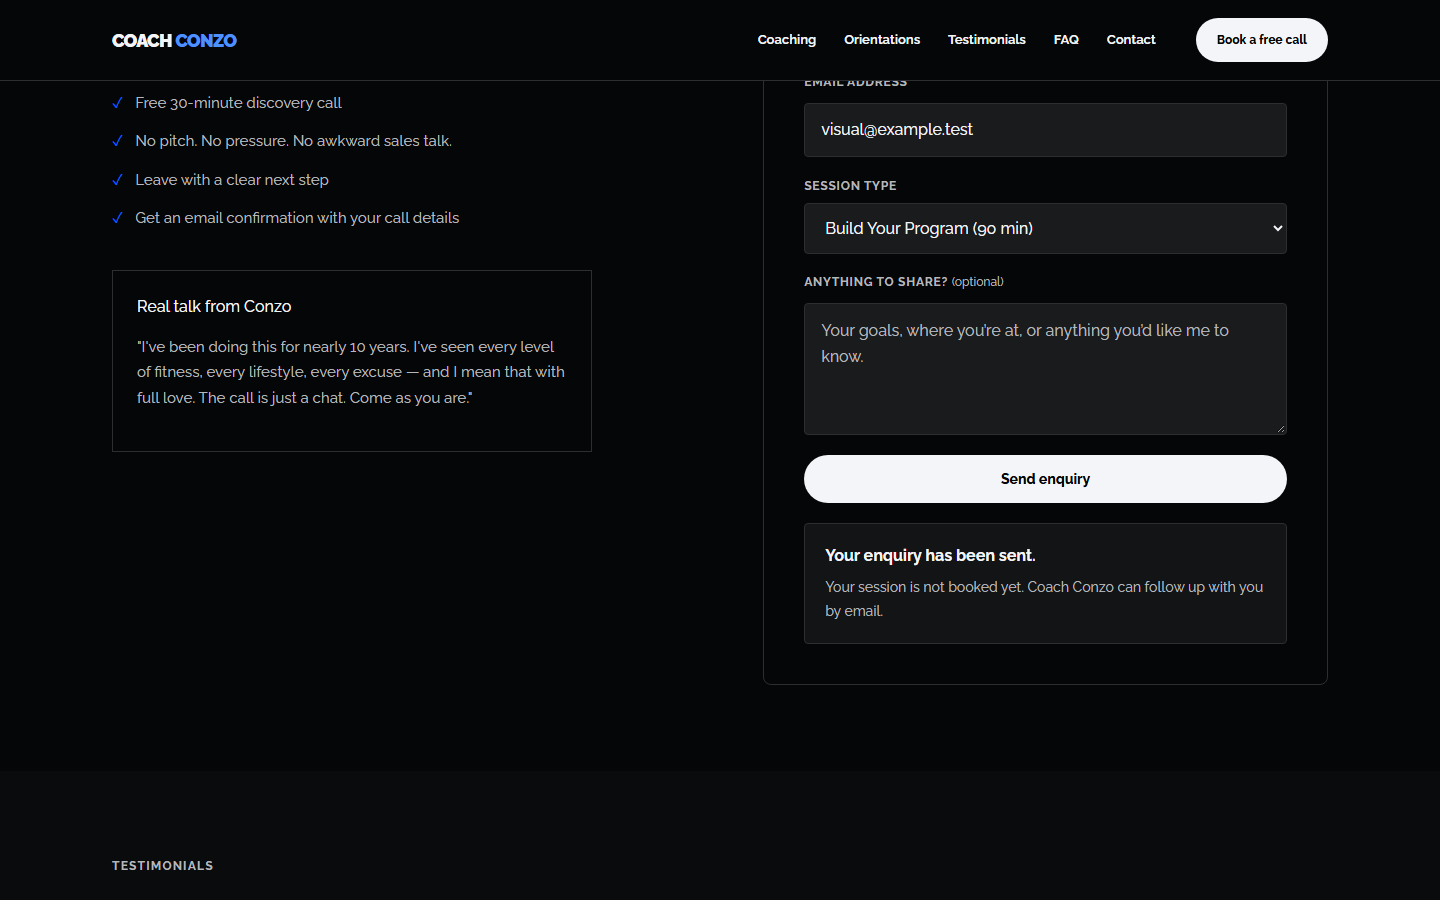 COACH CONZO
Coaching
Orientations
Testimonials
FAQ
Contact
Book a free call
✓ Free 30-minute discovery call
✓ No pitch. No pressure. No awkward sales talk.
✓ Leave with a clear next step
✓ Get an email confirmation with your call details
Real talk from Conzo
"I've been doing this for nearly 10 years. I've seen every level
of fitness, every lifestyle, every excuse — and I mean that with
full love. The call is just a chat. Come as you are."
EMAIL ADDRESS
visual@example.test
SESSION TYPE
Build Your Program (90 min)
ANYTHING TO SHARE? (optional)
Your goals, where you're at, or anything you'd like me to
know.
Send enquiry
Your enquiry has been sent.
Your session is not booked yet. Coach Conzo can follow up with you
by email.
TESTIMONIALS